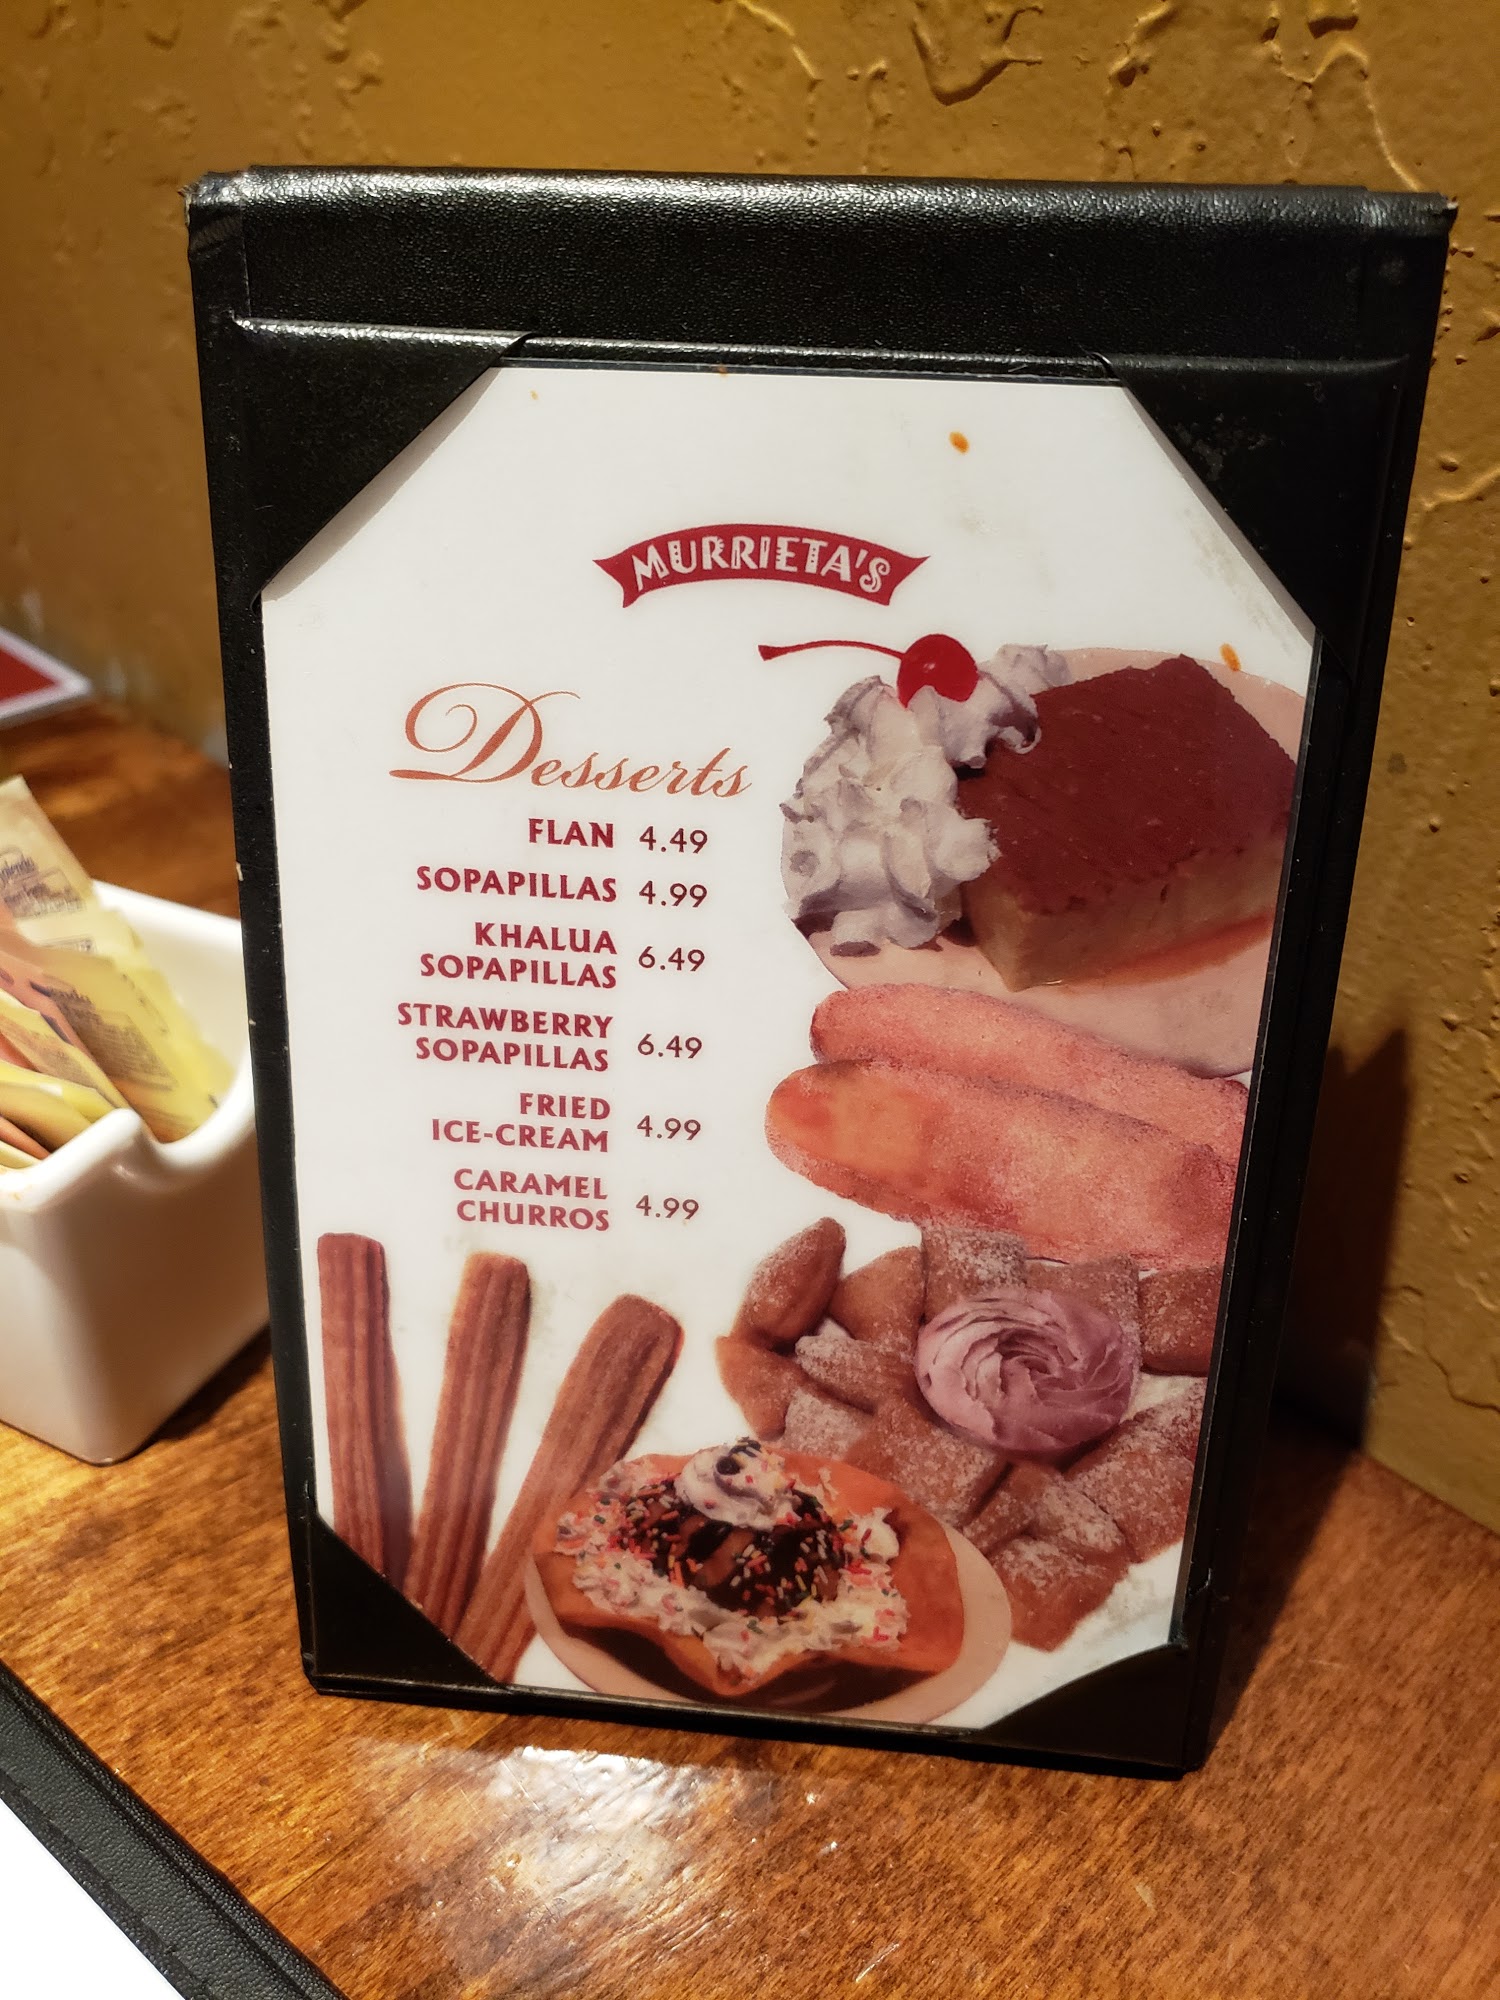 MURRIETA'S
Desserts
FLAN 4.49
SOPAPILLAS 4.99
KHALUA
SOPAPILLAS 6.49
STRAWBERRY
SOPAPILLAS 6.49
FRIED
ICE-CREAM 4.99
CARAMEL
CHURROS 4.99